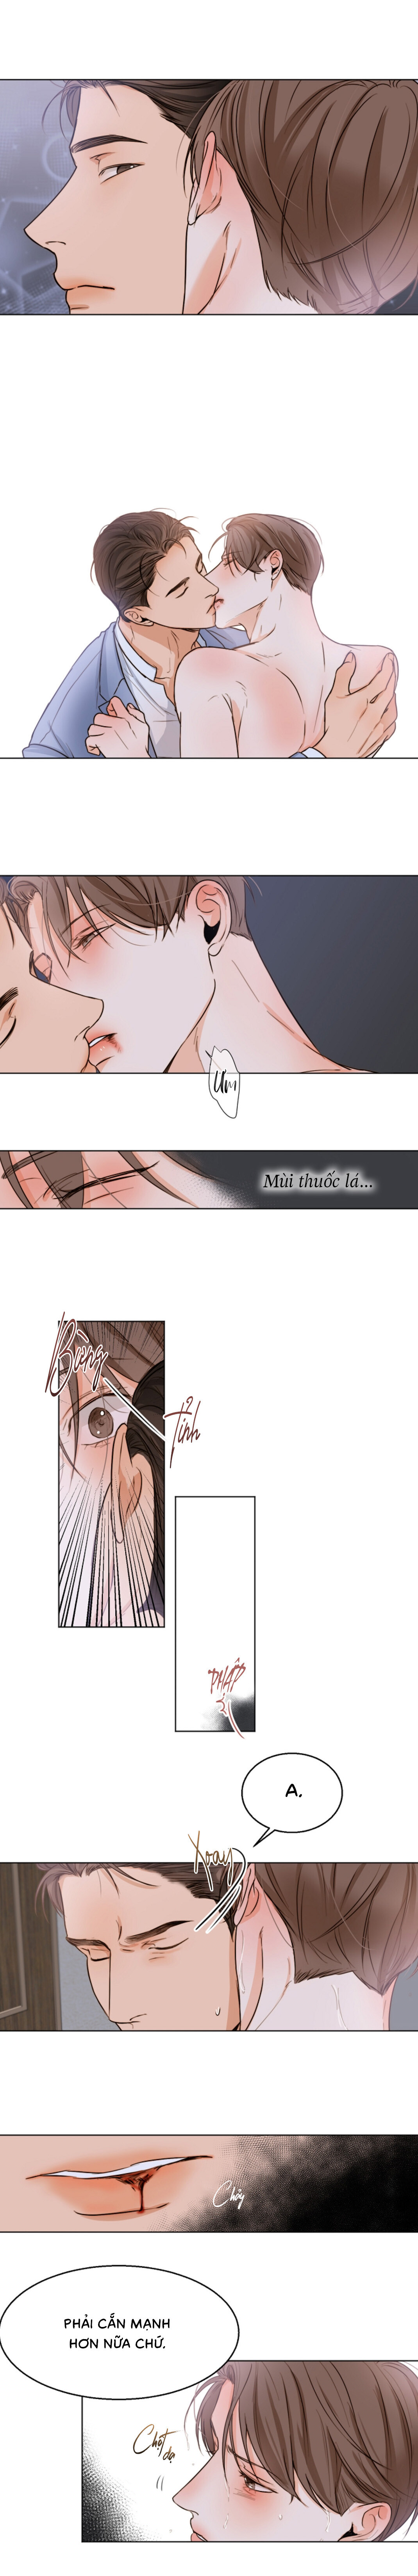 Ưm
Mùi thuốc lá...
Bừng
tỉnh
PHẬP
A.
Xoay
Chảy
PHẢI CẮN MẠNH
HƠN NỮA CHỨ.
Chột
dạ